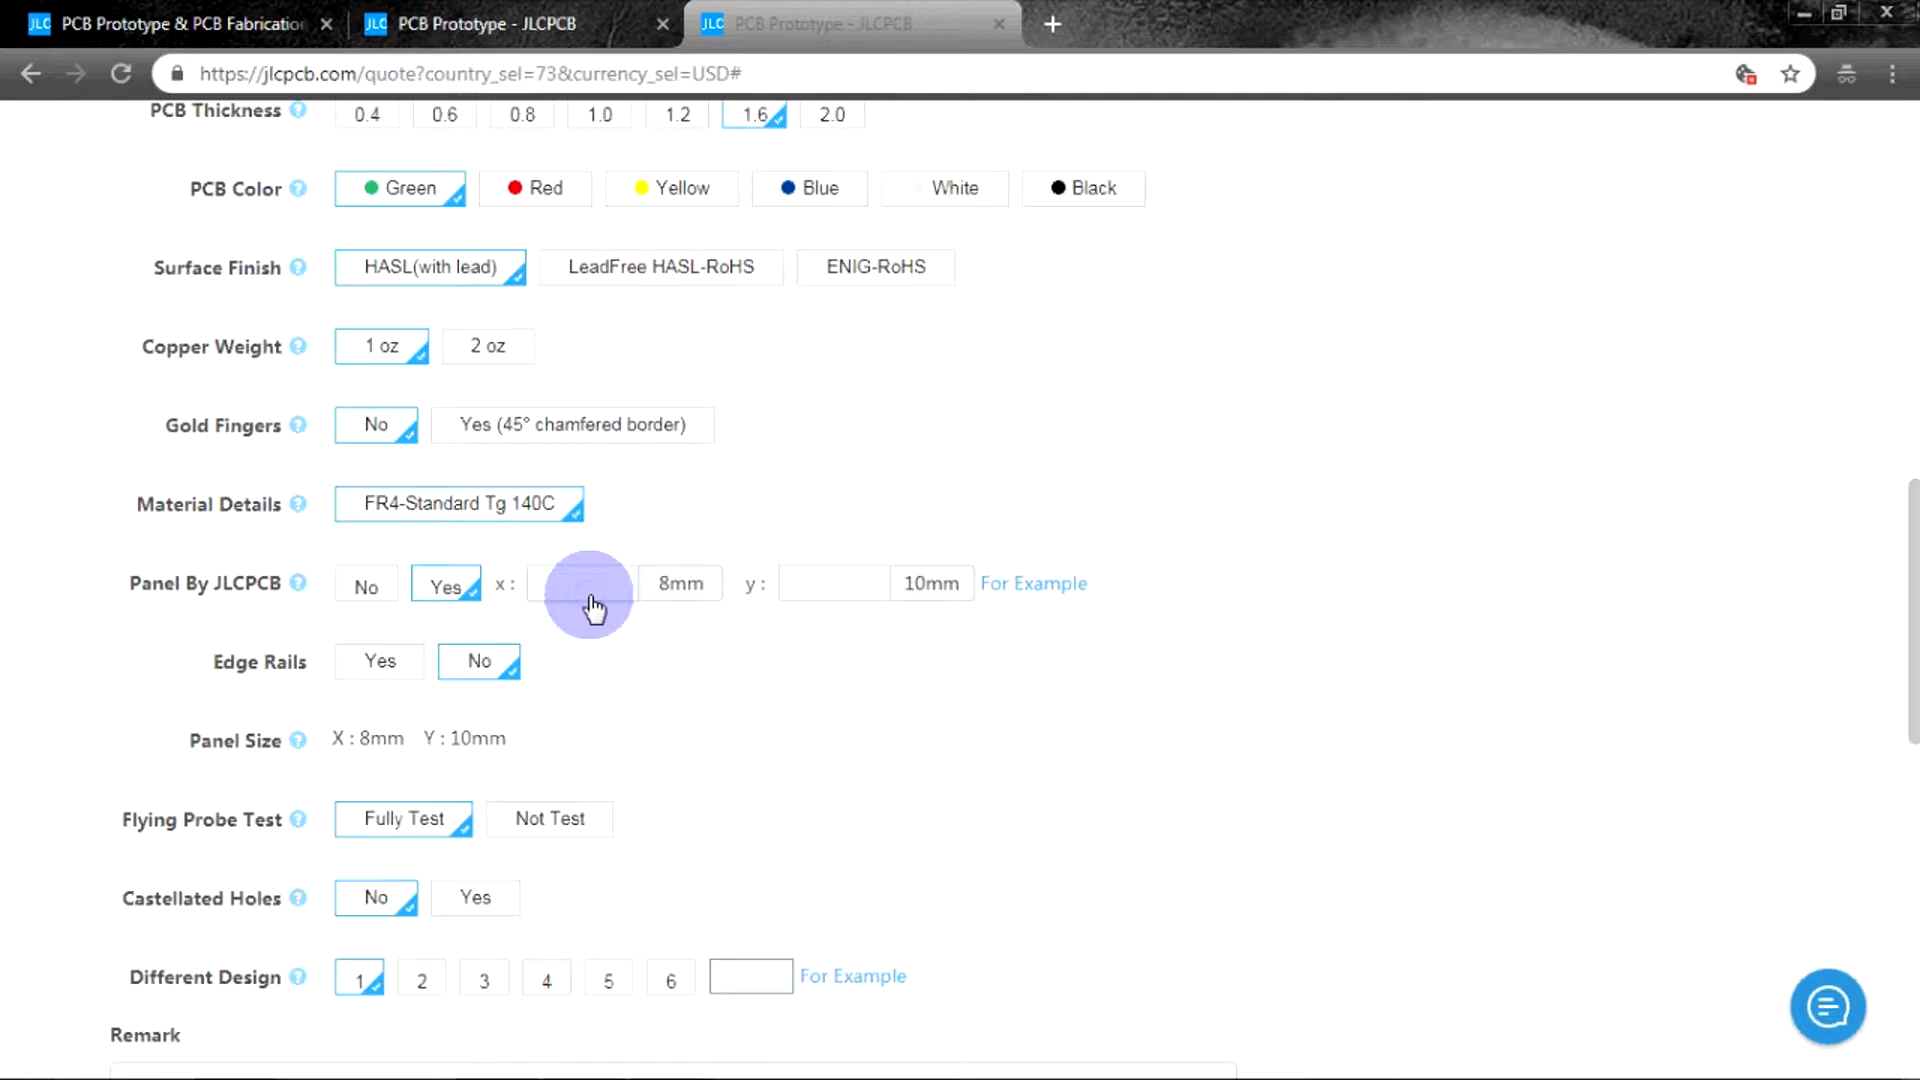 JLC PCB Prototype & PCB Fabrication
JLC PCB Prototype - JLCPCB
JLC PCB Prototype - JLCPCB
https://jlcpcb.com/quote?country_sel=73&currency_sel=USD#
PCB Thickness ? 0.4 0.6 0.8 1.0 1.2 1.6 2.0
PCB Color ? Green Red Yellow Blue White Black
Surface Finish ? HASL(with lead) LeadFree HASL-RoHS ENIG-RoHS
Copper Weight ? 1 oz 2 oz
Gold Fingers ? No Yes (45° chamfered border)
Material Details ? FR4-Standard Tg 140C
Panel By JLCPCB ? No Yes x : 8mm y : 10mm For Example
Edge Rails Yes No
Panel Size ? X : 8mm Y : 10mm
Flying Probe Test ? Fully Test Not Test
Castellated Holes ? No Yes
Different Design ? 1 2 3 4 5 6 For Example
Remark